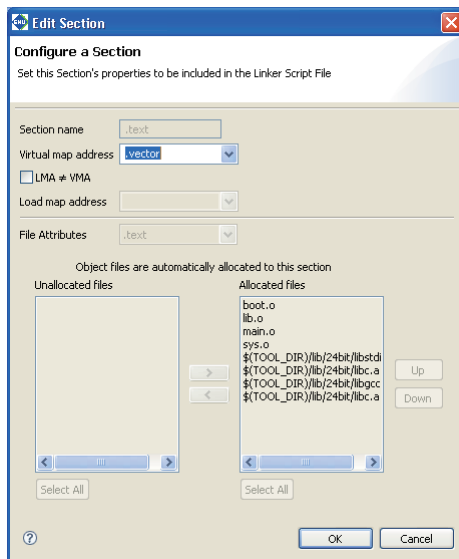 GNU Edit Section
Configure a Section
Set this Section's properties to be included in the Linker Script File
Section name .text
Virtual map address .vector
LMA ≠ VMA
Load map address
File Attributes .text
Object files are automatically allocated to this section
Unallocated files Allocated files
boot.o
lib.o
main.o
sys.o
$(TOOL_DIR)/lib/24bit/libstdi
$(TOOL_DIR)/lib/24bit/libc.a
$(TOOL_DIR)/lib/24bit/libgcc
$(TOOL_DIR)/lib/24bit/libc.a
> Up
< Down
Select All Select All
? OK Cancel